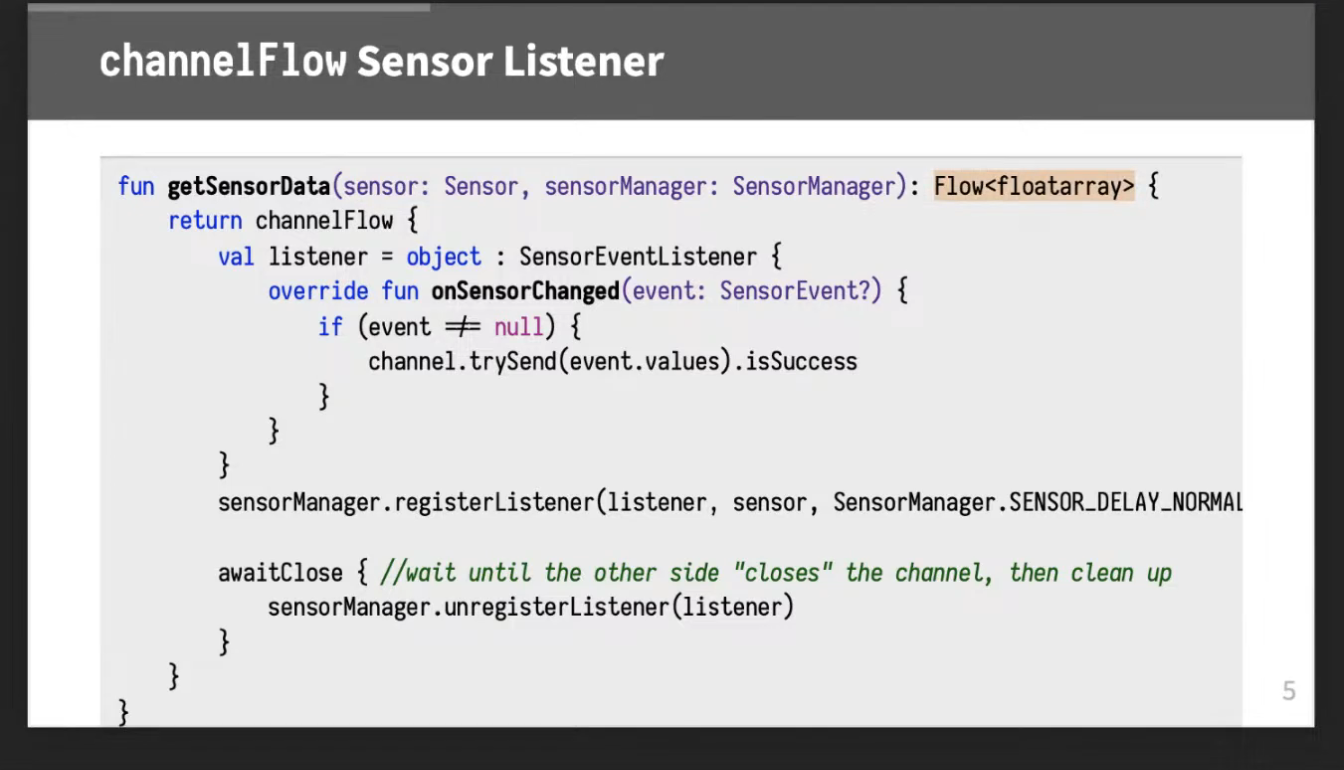 channelFlow Sensor Listener
fun getSensorData(sensor: Sensor, sensorManager: SensorManager): Flow<floatarray> {
    return channelFlow {
        val listener = object : SensorEventListener {
            override fun onSensorChanged(event: SensorEvent?) {
                if (event != null) {
                    channel.trySend(event.values).isSuccess
                }
            }
        }
        sensorManager.registerListener(listener, sensor, SensorManager.SENSOR_DELAY_NORMAL
        awaitClose { //wait until the other side "closes" the channel, then clean up
            sensorManager.unregisterListener(listener)
        }
    }
}
5